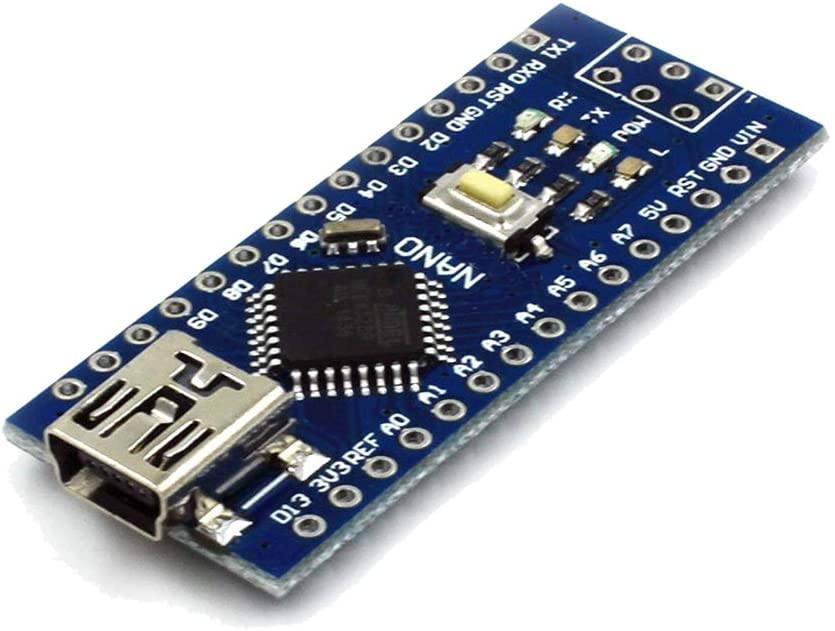 TX1
RX0
RST
GND
D2
D3
D4
D5
D6
D7
D8
D9
RX
TX
POW
L
1
NANO
VIN
GND
RST
5V
A7
A6
A5
A4
A3
A2
A1
A0
REF
3V3
D13